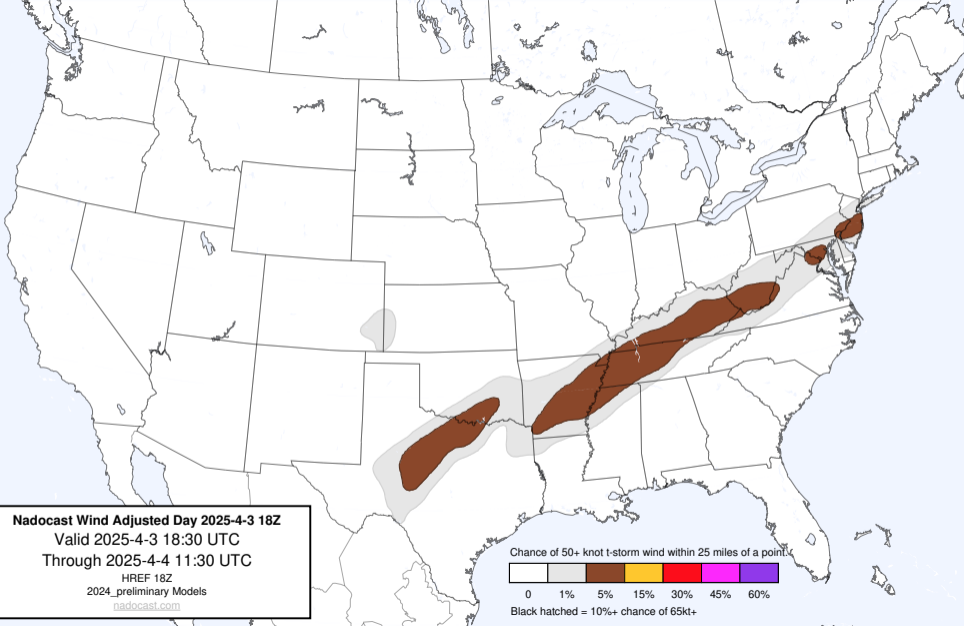 Nadocast Wind Adjusted Day 2025-4-3 18Z
Valid 2025-4-3 18:30 UTC
Through 2025-4-4 11:30 UTC
HREF 18Z
2024_preliminary Models
nadocast.com
Chance of 50+ knot t-storm wind within 25 miles of a point.
0 1% 5% 15% 30% 45% 60%
Black hatched = 10%+ chance of 65kt+